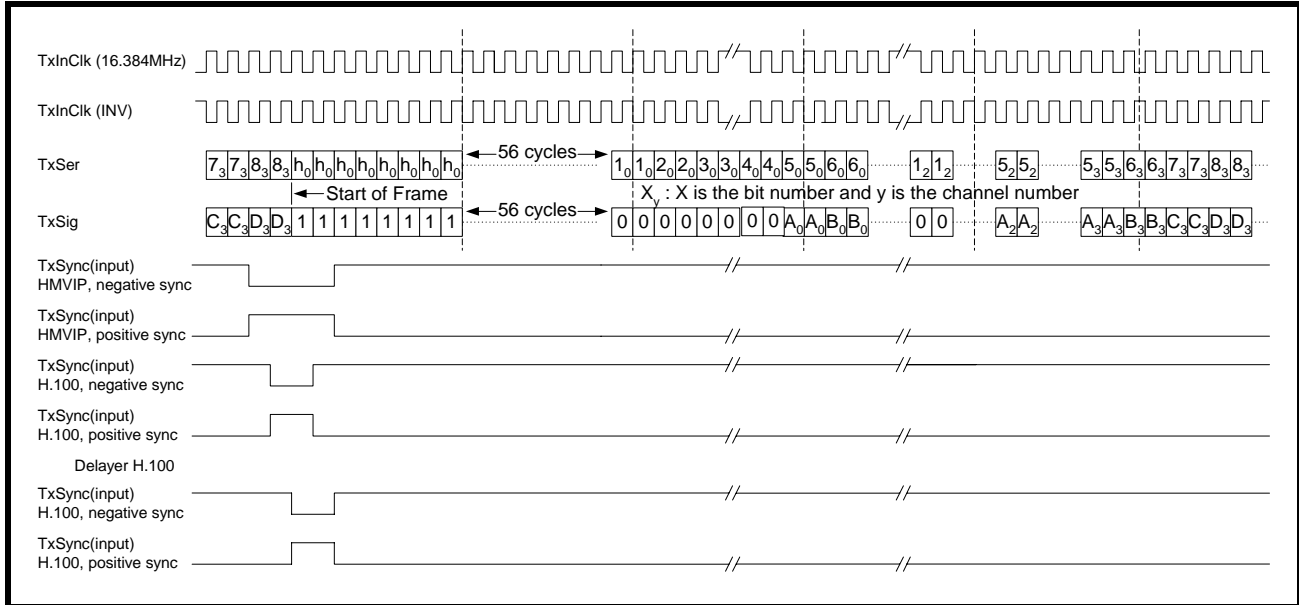 TxInClk (16.384MHz)
TxInClk (INV)
TxSer 7₃ 7₃ 8₃ 8₃ h₀ h₀ h₀ h₀ h₀ h₀ h₀ h₀ 56 cycles 1₀ 1₀ 2₀ 2₀ 3₀ 3₀ 4₀ 4₀ 5₀ 5₀ 6₀ 6₀ 1₂ 1₂ 5₂ 5₂ 5₃ 5₃ 6₃ 6₃ 7₃ 7₃ 8₃ 8₃
Start of Frame X_y : X is the bit number and y is the channel number
TxSig C₃ C₃ D₃ D₃ 1 1 1 1 1 1 1 1 56 cycles 0 0 0 0 0 0 0 0 A₀ A₀ B₀ B₀ 0 0 A₂ A₂ A₃ A₃ B₃ B₃ C₃ C₃ D₃ D₃
TxSync(input)
HMVIP, negative sync
TxSync(input)
HMVIP, positive sync
TxSync(input)
H.100, negative sync
TxSync(input)
H.100, positive sync
Delayer H.100
TxSync(input)
H.100, negative sync
TxSync(input)
H.100, positive sync